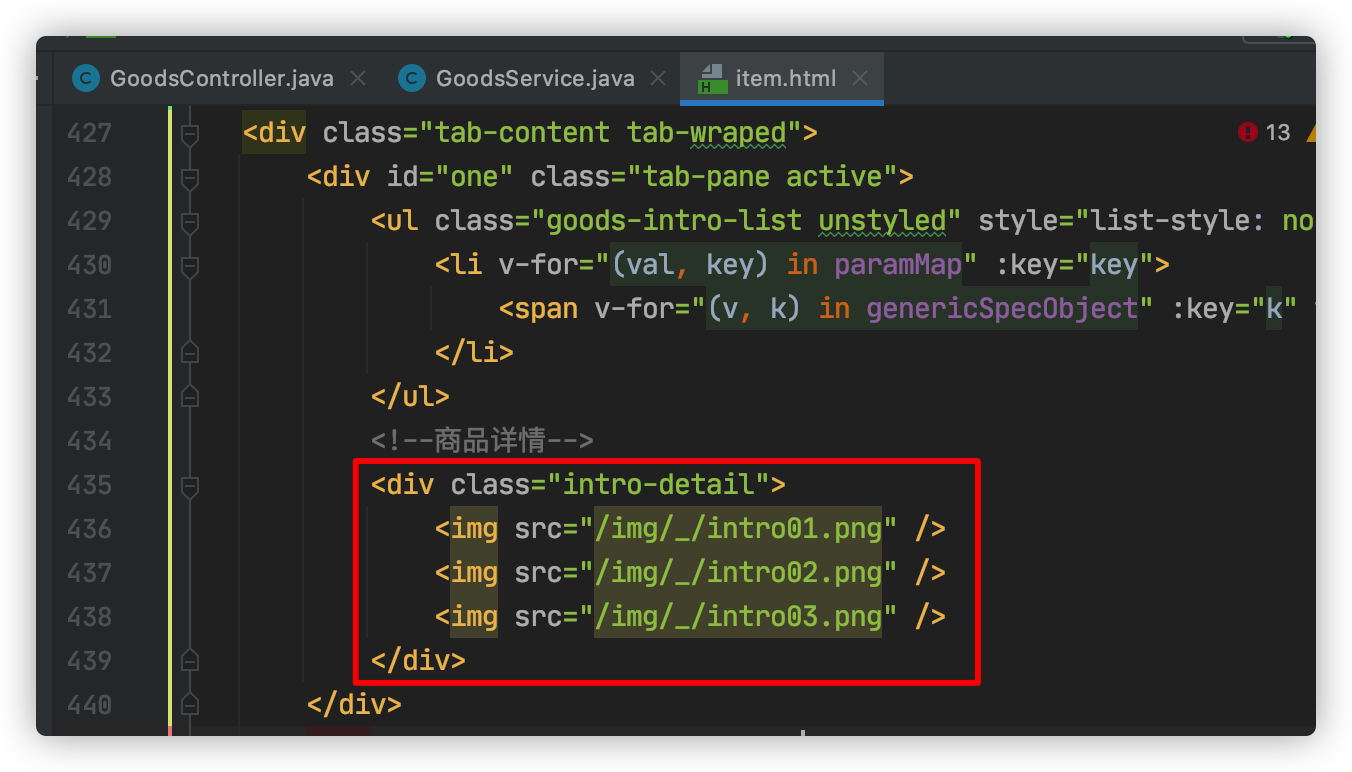 GoodsController.java GoodsService.java item.html
13
427 <div class="tab-content tab-wraped">
428 <div id="one" class="tab-pane active">
429 <ul class="goods-intro-list unstyled" style="list-style: no
430 <li v-for="(val, key) in paramMap" :key="key">
431 <span v-for="(v, k) in genericSpecObject" :key="k"
432 </li>
433 </ul>
434 <!--商品详情-->
435 <div class="intro-detail">
436 <img src="/img/_/intro01.png" />
437 <img src="/img/_/intro02.png" />
438 <img src="/img/_/intro03.png" />
439 </div>
440 </div>